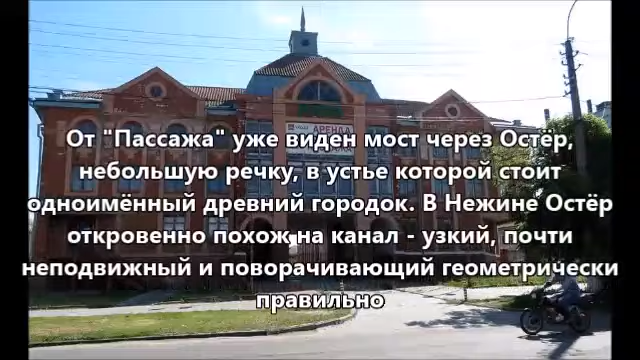 АРЕНДА
От "Пассажа" уже виден мост через Остёр,
небольшую речку, в устье которой стоит
одноимённый древний городок. В Нежине Остёр
откровенно похож на канал - узкий, почти
неподвижный и поворачивающий геометрически
правильно